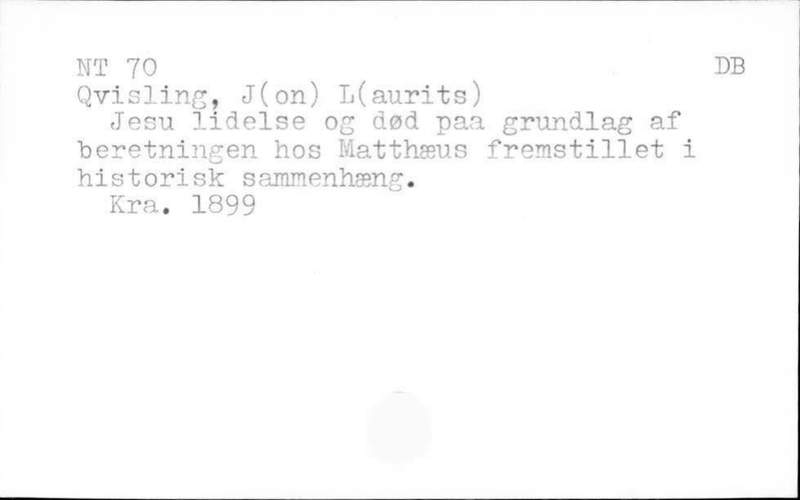 NT 70 DB
Qvisling, J(on) L(aurits)
Jesu lidelse og død paa grundlag af
beretningen hos Matthæus fremstillet i
historisk sammenhæng.
Kra. 1899